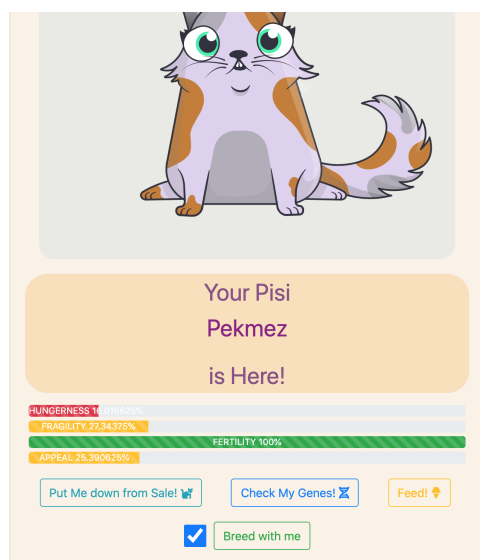 Your Pisi
Pekmez
is Here!
HUNGERNESS 16.015625%
FRAGILITY 27.34375%
FERTILITY 100%
APPEAL 25.390625%
Put Me down from Sale!
Check My Genes!
Feed!
Breed with me